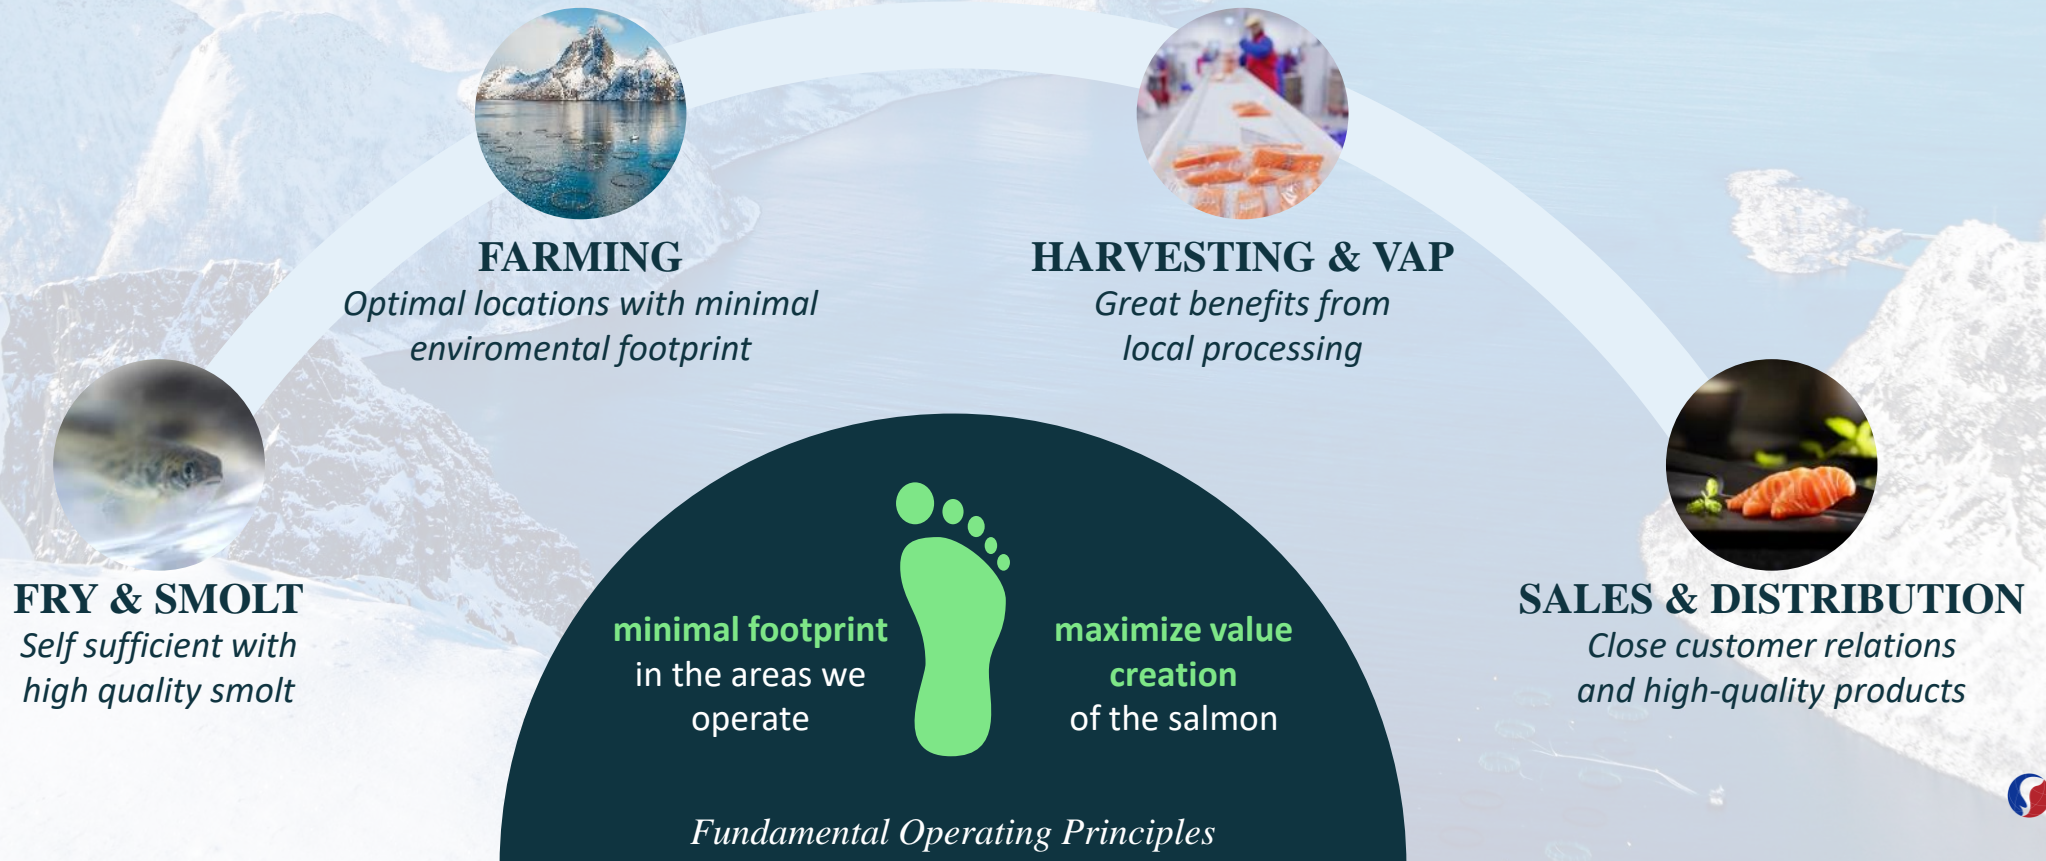 FARMING
Optimal locations with minimal
enviromental footprint
HARVESTING & VAP
Great benefits from
local processing
FRY & SMOLT
Self sufficient with
high quality smolt
SALES & DISTRIBUTION
Close customer relations
and high-quality products
minimal footprint
in the areas we
operate
maximize value
creation
of the salmon
Fundamental Operating Principles